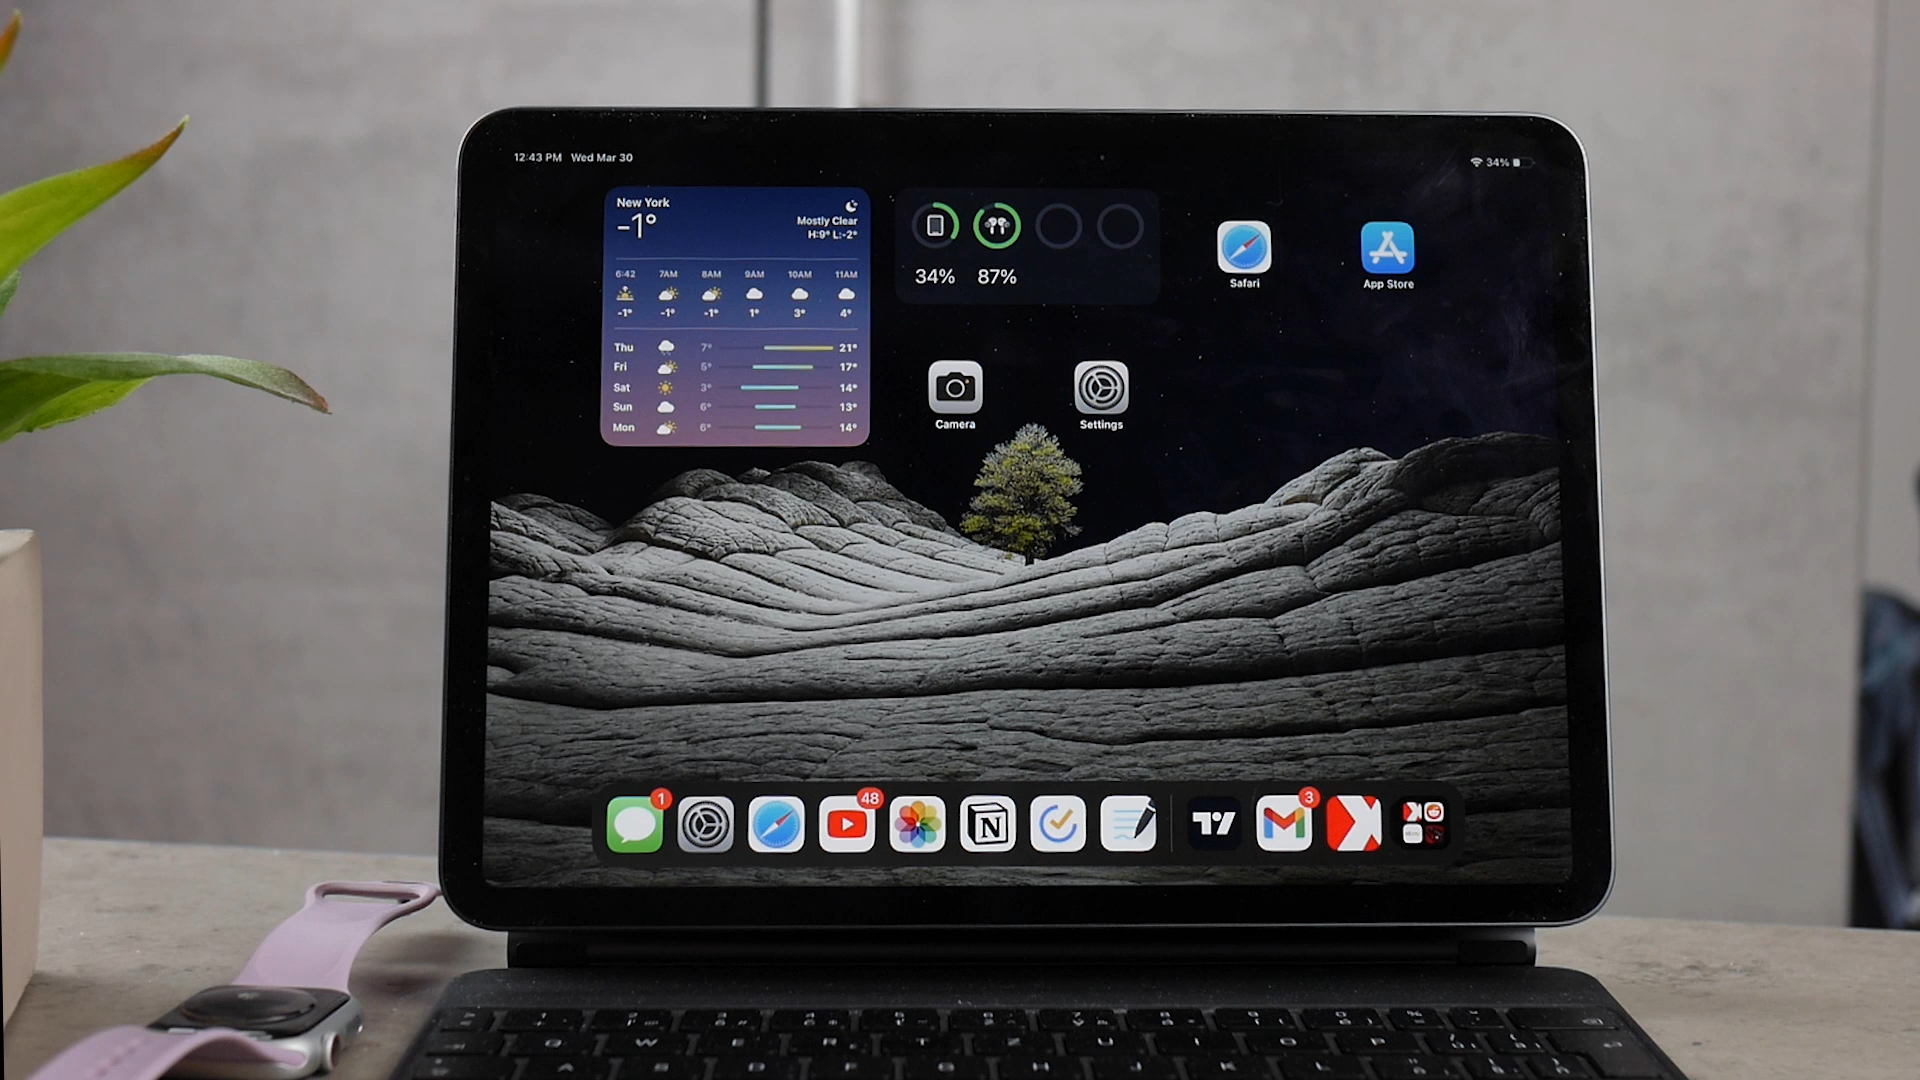 12:43 PM Wed Mar 30
34%
New York
-1°
Mostly Clear
H:9° L:-2°
6:42 7AM 8AM 9AM 10AM 11AM
-1° -1° -1° 1° 3° 4°
Thu 7° 21°
Fri 5° 17°
Sat 3° 14°
Sun 6° 13°
Mon 6° 14°
34% 87%
Safari
App Store
Camera
Settings
1
48
N
3
Q W E R T Z U I O P
A S D F G H J K L